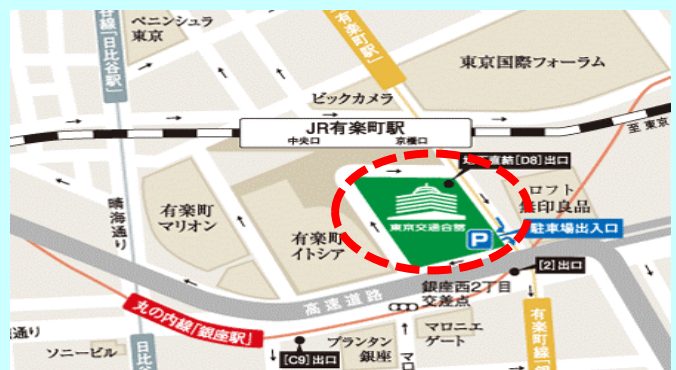 ペニンシュラ
東京
谷線「日比谷駅」
有楽町駅」
東京国際フォーラム
ビックカメラ
JR有楽町駅
中央口
京橋口
至 東京
直結[D8]出口
ロフト
無印良品
晴海通り
有楽町
マリオン
有楽町
イトシア
東京交通会館
P
駐車場出入口
[2]出口
銀座西2丁目
交差点
高速道路
丸の内線「銀座駅」
通り
ソニービル
日比
[C9]出口
プランタン
銀座
マロニエ
ゲート
マロ
有楽町線「銀